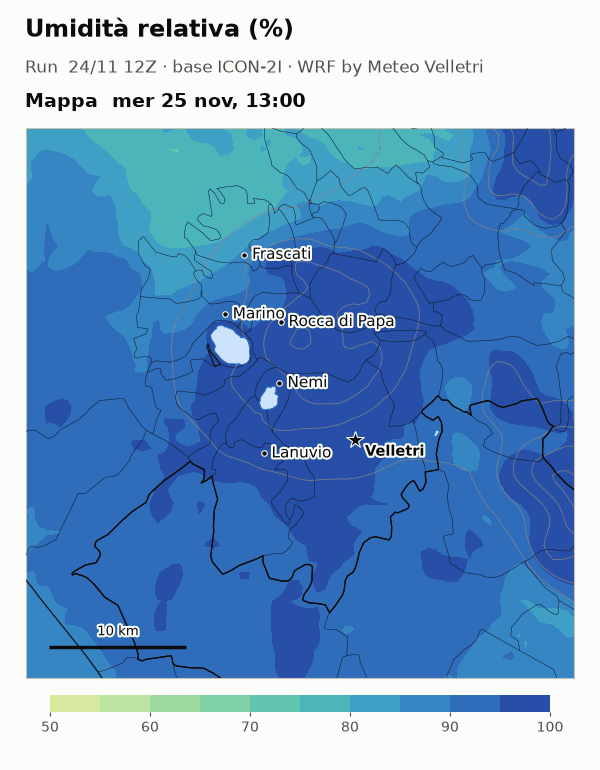 Umidità relativa (%)
Run  24/11 12Z · base ICON-2I · WRF by Meteo Velletri
Mappa  mer 25 nov, 13:00
Frascati
Marino
Rocca di Papa
Nemi
Velletri
Lanuvio
10 km
50 60 70 80 90 100